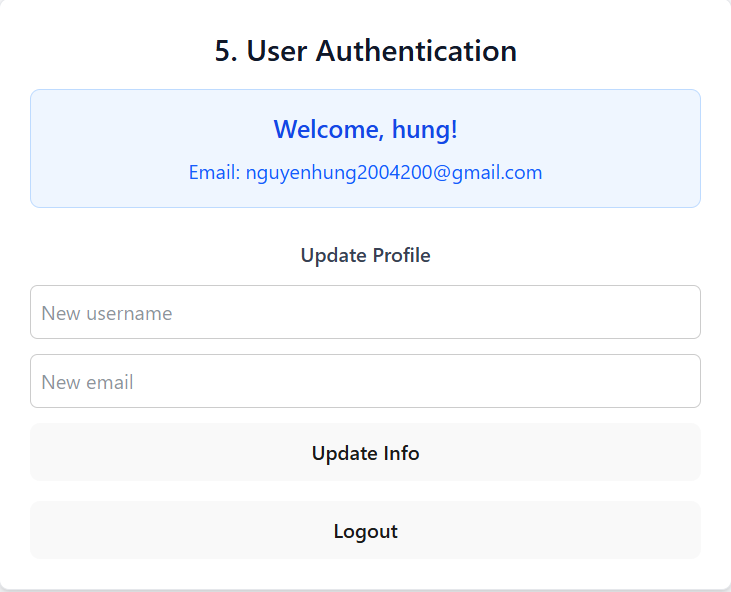 5. User Authentication
Welcome, hung!
Email: nguyenhung2004200@gmail.com
Update Profile
New username
New email
Update Info
Logout